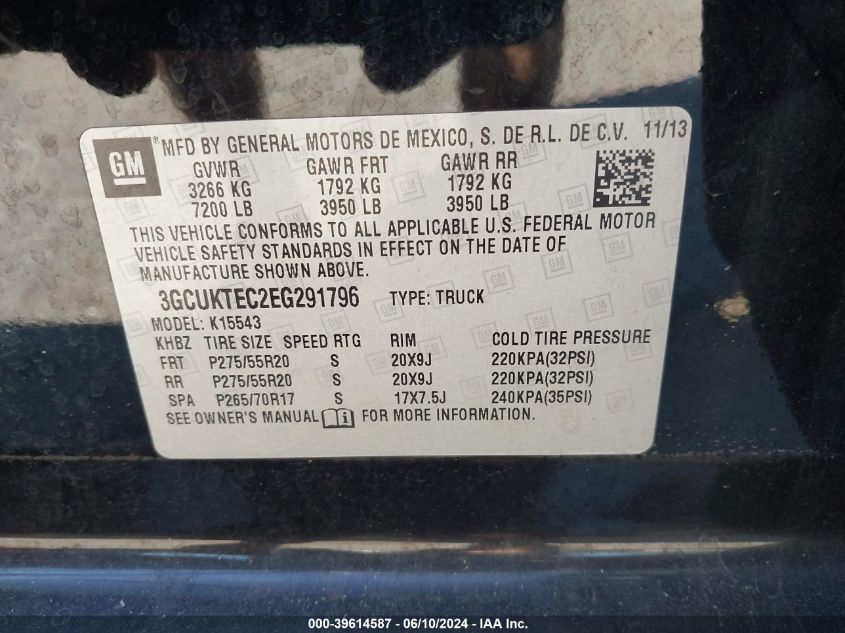 GM® MFD BY GENERAL MOTORS DE MEXICO, S. DE R.L. DE C.V. 11/13
GVWR GAWR FRT GAWR RR
3266 KG 1792 KG 1792 KG
7200 LB 3950 LB 3950 LB
THIS VEHICLE CONFORMS TO ALL APPLICABLE U.S. FEDERAL MOTOR
VEHICLE SAFETY STANDARDS IN EFFECT ON THE DATE OF
MANUFACTURE SHOWN ABOVE.
3GCUKTEC2EG291796 TYPE: TRUCK
MODEL: K15543
KHBZ TIRE SIZE SPEED RTG RIM COLD TIRE PRESSURE
FRT P275/55R20 S 20X9J 220KPA(32PSI)
RR P275/55R20 S 20X9J 220KPA(32PSI)
SPA P265/70R17 S 17X7.5J 240KPA(35PSI)
SEE OWNER'S MANUAL FOR MORE INFORMATION.
000-39614587 - 06/10/2024 - IAA Inc.